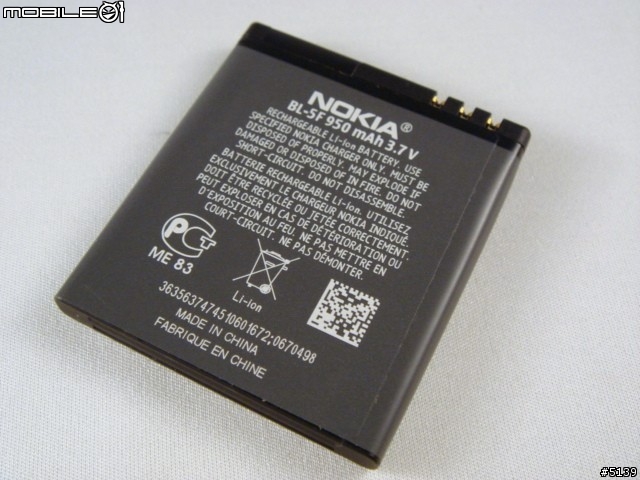 MOBILE01
NOKIA®
BL-5F 950 mAh 3.7 V
RECHARGEABLE Li-Ion BATTERY. USE
SPECIFIED NOKIA CHARGER ONLY. MUST BE
DISPOSED OF PROPERLY. MAY EXPLODE IF
DAMAGED OR DISPOSED OF IN FIRE. DO NOT
SHORT-CIRCUIT. DO NOT DISASSEMBLE.
BATTERIE RECHARGEABLE Li-Ion. UTILISEZ
EXCLUSIVEMENT LE CHARGEUR NOKIA INDIQUÉ.
DOIT ÊTRE RECYCLÉE OU JETÉE CORRECTEMENT.
PEUT EXPLOSER EN CAS DE DÉTÉRIORATION OU
D'EXPOSITION AU FEU. NE PAS METTRE EN
COURT-CIRCUIT. NE PAS DÉMONTER.
PCT
ME 83
Li-Ion
3635637474510601672;0670498
MADE IN CHINA
FABRIQUE EN CHINE
#5139